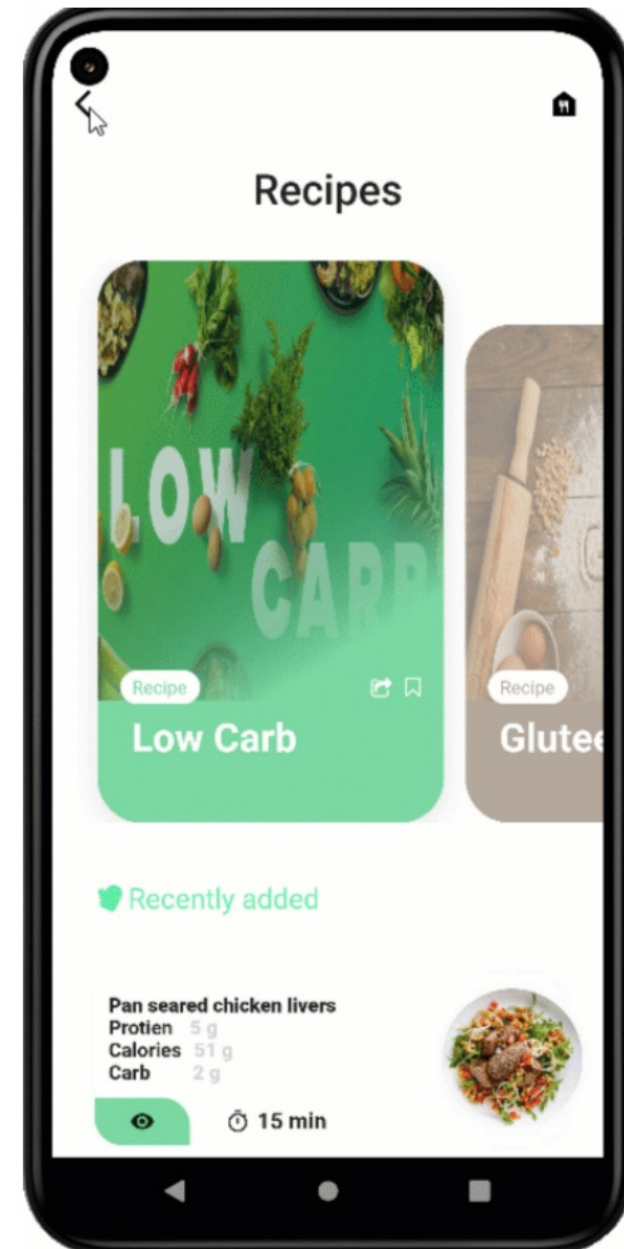 Recipes
LOW
CARB
Recipe
Low Carb
Recipe
Glutee
Recently added
Pan seared chicken livers
Protien 5 g
Calories 51 g
Carb 2 g
15 min